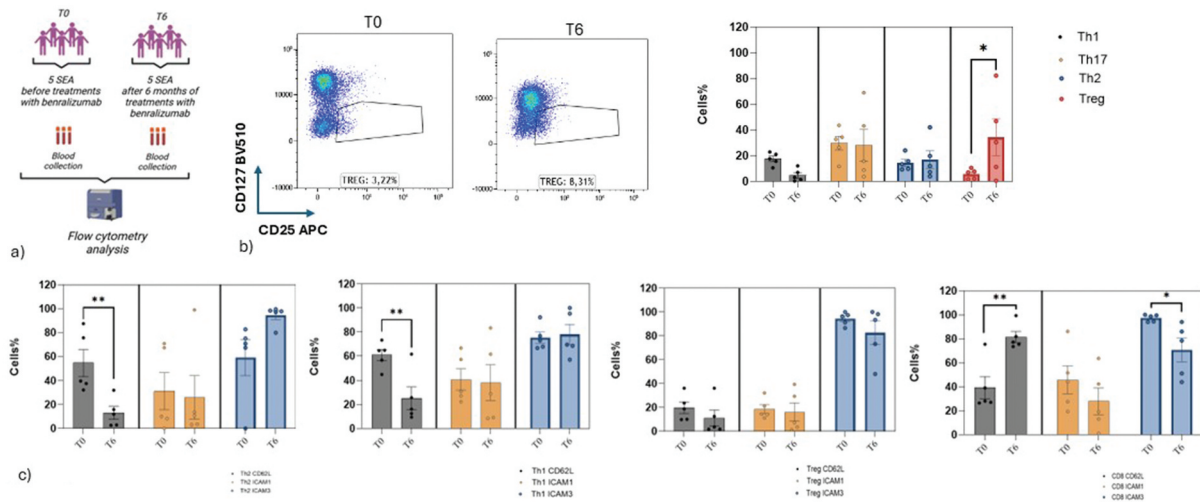 a)
T0
T6
5 SEA
before treatments
with benralizumab
5 SEA
after 6 months of
treatments with
benralizumab
Blood
collection
Blood
collection
Flow cytometry
analysis
b)
T0
T6
10000
0
-10000
TREG: 3,22%
10000
0
-10000
TREG: 8,31%
CD127 BV510
CD25 APC
Cells%
120
100
80
60
40
20
0
*
T0 T6 T0 T6 T0 T6 T0 T6
Th1
Th17
Th2
Treg
c)
Cells%
120
100
80
60
40
20
0
**
T0 T6 T0 T6 T0 T6
Th2 CD62L
Th2 ICAM1
Th2 ICAM3
Cells%
120
100
80
60
40
20
0
**
T0 T6 T0 T6 T0 T6
Th1 CD62L
Th1 ICAM1
Th1 ICAM3
Cells%
120
100
80
60
40
20
0
T0 T6 T0 T6 T0 T6
Treg CD62L
Treg ICAM1
Treg ICAM3
Cells%
120
100
80
60
40
20
0
**
*
T0 T6 T0 T6 T0 T6
CD8 CD62L
CD8 ICAM1
CD8 ICAM3